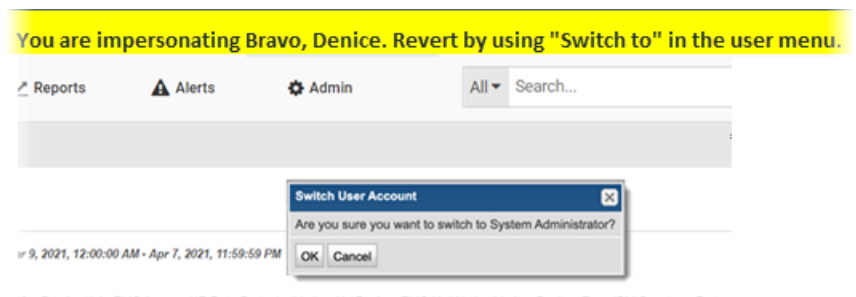 You are impersonating Bravo, Denice. Revert by using "Switch to" in the user menu.
Reports Alerts Admin All Search...
Switch User Account
Are you sure you want to switch to System Administrator?
9, 2021, 12:00:00 AM - Apr 7, 2021, 11:59:59 PM
OK Cancel